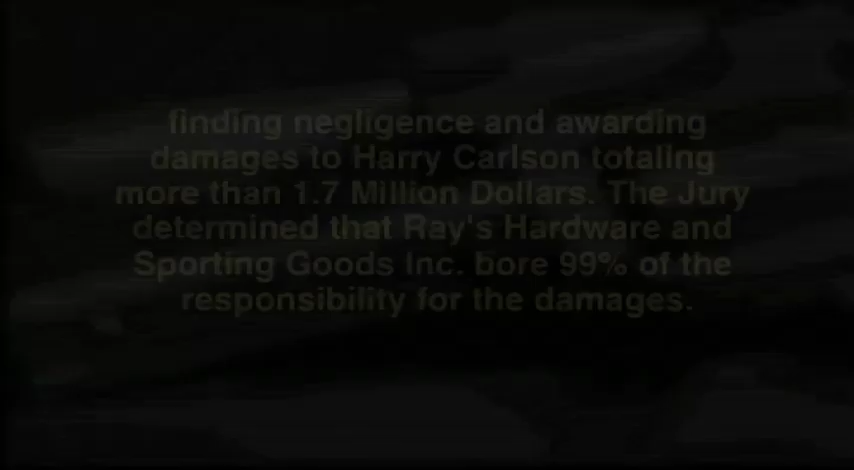 finding negligence and awarding
damages to Harry Carlson totaling
more than 1.7 Million Dollars. The Jury
determined that Ray's Hardware and
Sporting Goods Inc. bore 99% of the
responsibility for the damages.